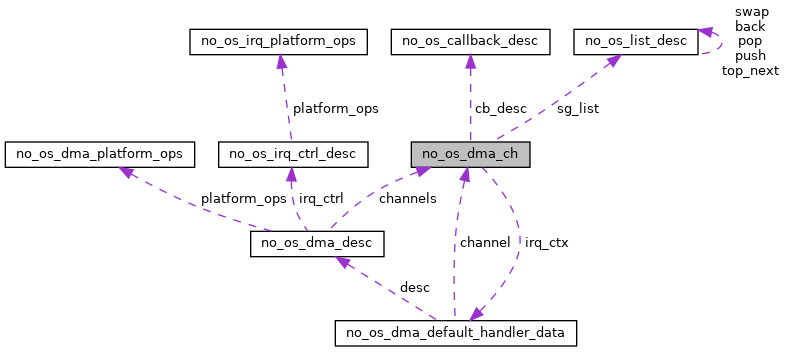 swap
back
pop
push
top_next
no_os_irq_platform_ops
no_os_callback_desc
no_os_list_desc
platform_ops
cb_desc
sg_list
no_os_dma_platform_ops
no_os_irq_ctrl_desc
no_os_dma_ch
platform_ops
irq_ctrl
channels
no_os_dma_desc
channel
irq_ctx
desc
no_os_dma_default_handler_data